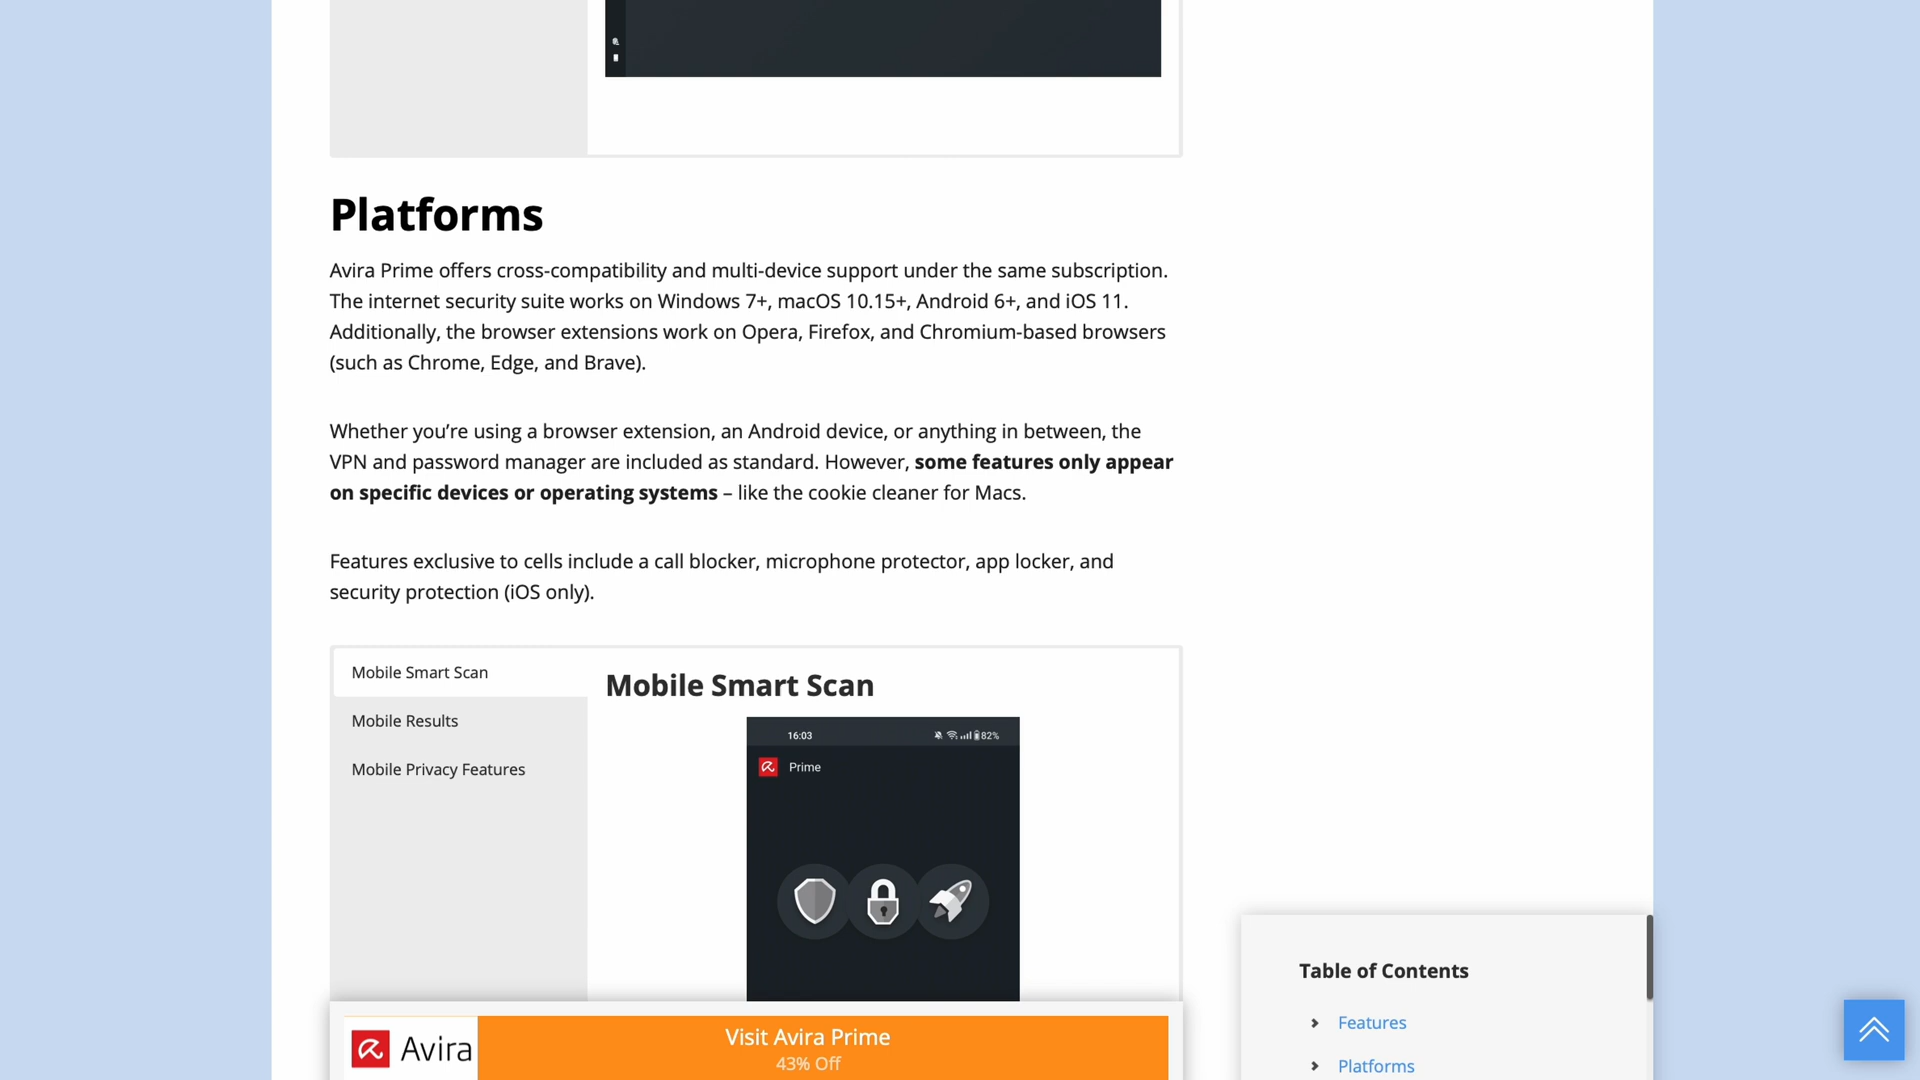 Platforms
Avira Prime offers cross-compatibility and multi-device support under the same subscription.
The internet security suite works on Windows 7+, macOS 10.15+, Android 6+, and iOS 11.
Additionally, the browser extensions work on Opera, Firefox, and Chromium-based browsers
(such as Chrome, Edge, and Brave).
Whether you’re using a browser extension, an Android device, or anything in between, the
VPN and password manager are included as standard. However, some features only appear
on specific devices or operating systems – like the cookie cleaner for Macs.
Features exclusive to cells include a call blocker, microphone protector, app locker, and
security protection (iOS only).
Mobile Smart Scan
Mobile Results
Mobile Privacy Features
Mobile Smart Scan
16:03
82%
Prime
Avira
Visit Avira Prime
43% Off
Table of Contents
Features
Platforms